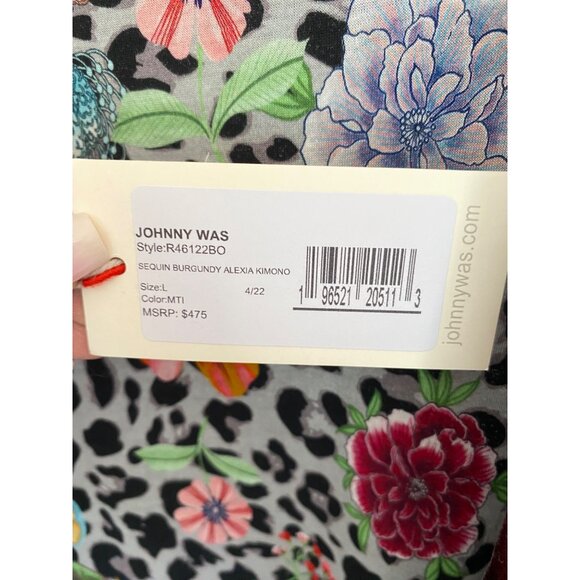 JOHNNY WAS
Style:R46122BO
SEQUIN BURGUNDY ALEXIA KIMONO
Size:L 4/22
Color:MTI
MSRP: $475
1 96521 20511 3
johnnywas.com